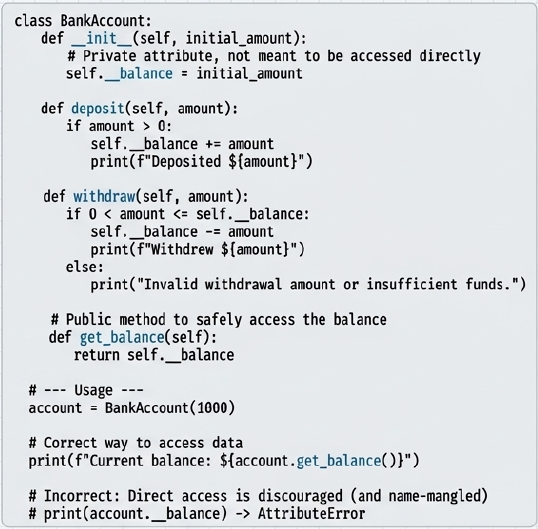 class BankAccount:
    def __init__(self, initial_amount):
        # Private attribute, not meant to be accessed directly
        self.__balance = initial_amount

    def deposit(self, amount):
        if amount > 0:
            self.__balance += amount
            print(f"Deposited ${amount}")

    def withdraw(self, amount):
        if 0 < amount <= self.__balance:
            self.__balance -= amount
            print(f"Withdrew ${amount}")
        else:
            print("Invalid withdrawal amount or insufficient funds.")

    # Public method to safely access the balance
    def get_balance(self):
        return self.__balance

# --- Usage ---
account = BankAccount(1000)

# Correct way to access data
print(f"Current balance: ${account.get_balance()}")

# Incorrect: Direct access is discouraged (and name-mangled)
# print(account.__balance) -> AttributeError